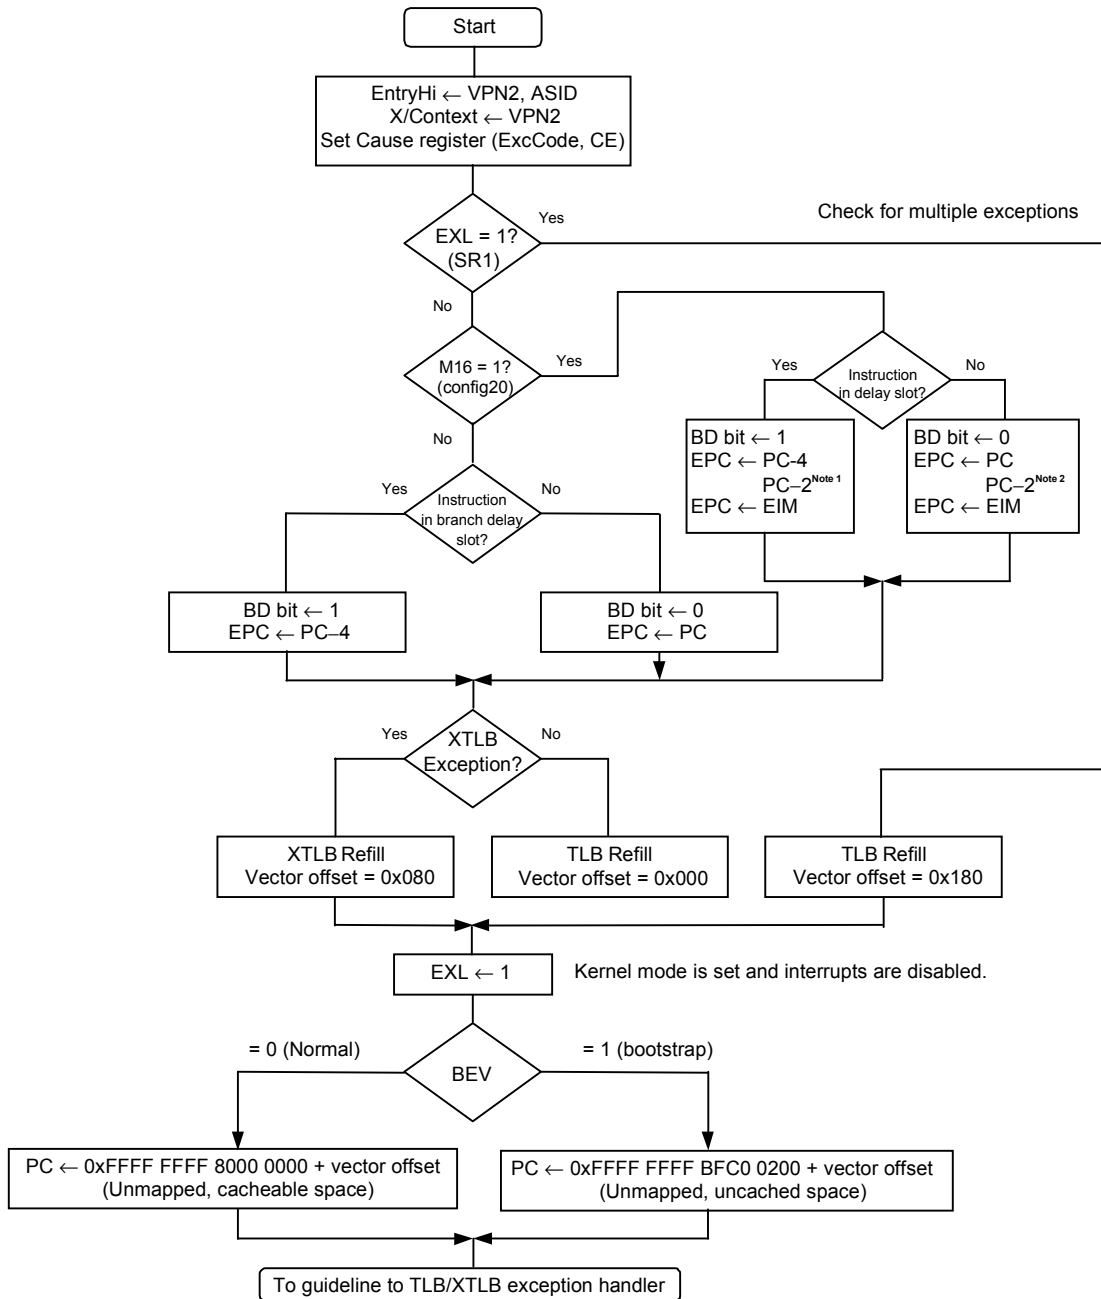 Start
EntryHi ← VPN2, ASID
X/Context ← VPN2
Set Cause register (ExcCode, CE)
Yes
Check for multiple exceptions
EXL = 1?
(SR1)
No
M16 = 1?
(config20)
Yes
Yes
Instruction
in delay slot?
No
No
BD bit ← 1
EPC ← PC-4
PC–2Note 1
EPC ← EIM
BD bit ← 0
EPC ← PC
PC–2Note 2
EPC ← EIM
Yes
Instruction
in branch delay
slot?
No
BD bit ← 1
EPC ← PC–4
BD bit ← 0
EPC ← PC
Yes
XTLB
Exception?
No
XTLB Refill
Vector offset = 0x080
TLB Refill
Vector offset = 0x000
TLB Refill
Vector offset = 0x180
EXL ← 1
Kernel mode is set and interrupts are disabled.
= 0 (Normal)
BEV
= 1 (bootstrap)
PC ← 0xFFFF FFFF 8000 0000 + vector offset
(Unmapped, cacheable space)
PC ← 0xFFFF FFFF BFC0 0200 + vector offset
(Unmapped, uncached space)
To guideline to TLB/XTLB exception handler